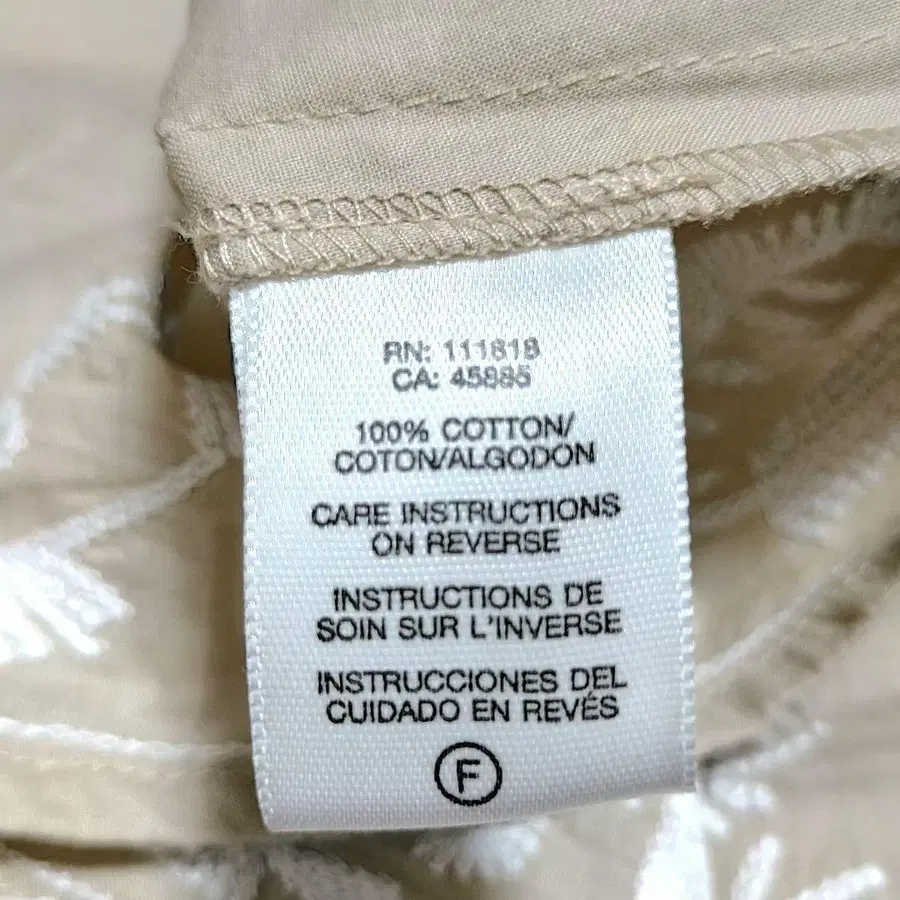 RN: 111818
CA: 45885
100% COTTON/
COTON/ALGODON
CARE INSTRUCTIONS
ON REVERSE
INSTRUCTIONS DE
SOIN SUR L'INVERSE
INSTRUCCIONES DEL
CUIDADO EN REVÉS
F